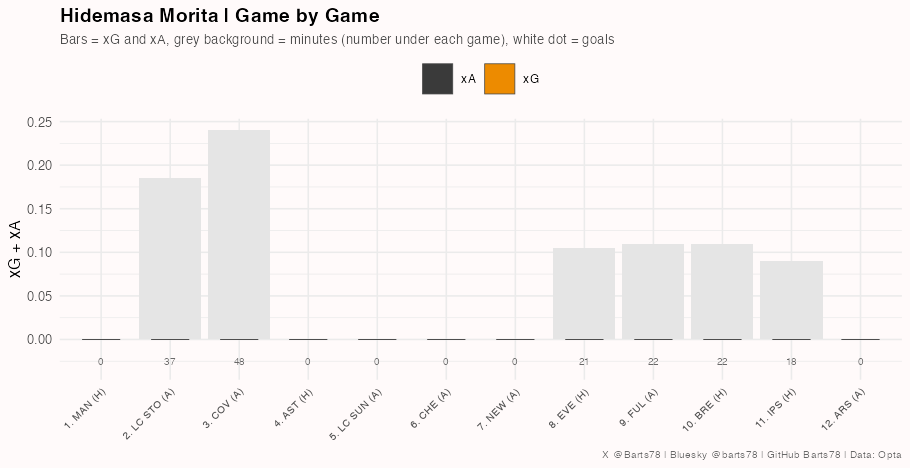 Hidemasa Morita | Game by Game
Bars = xG and xA, grey background = minutes (number under each game), white dot = goals
xA xG
xG + xA
0.25
0.20
0.15
0.10
0.05
0.00
0 37 48 0 0 0 0 21 22 22 18 0
1. MAN (H)
2. LC STO (A)
3. COV (A)
4. AST (H)
5. LC SUN (A)
6. CHE (A)
7. NEW (A)
8. EVE (H)
9. FUL (A)
10. BRE (H)
11. IPS (H)
12. ARS (A)
X @Barts78 | Bluesky @barts78 | GitHub Barts78 | Data: Opta